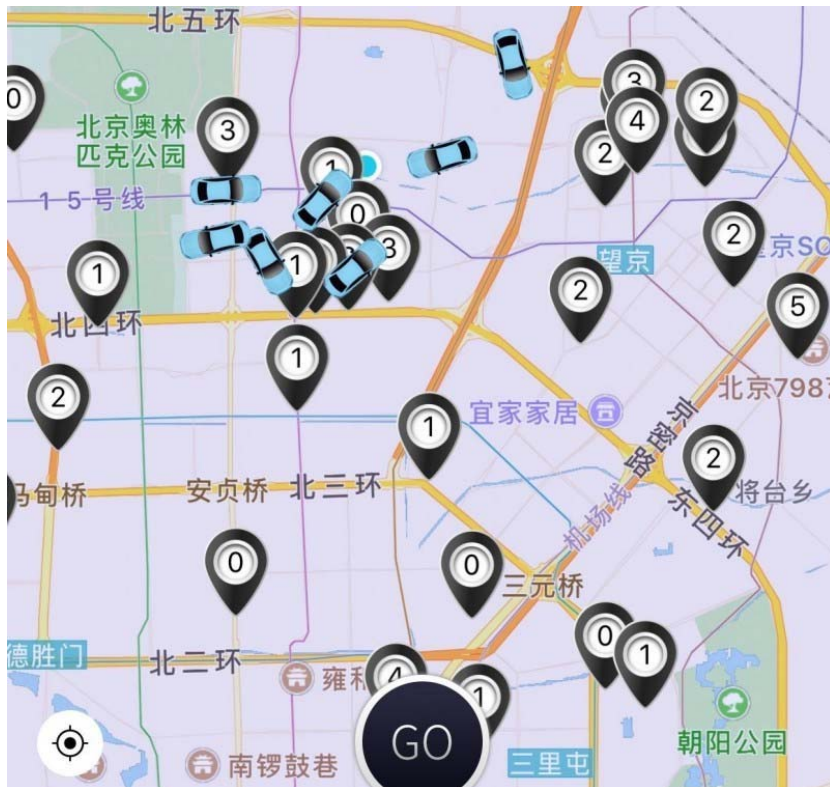 北五环
0
3
3
4
2
2
北京奥林
匹克公园
2
1
15号线
0
1
3
1
2
望京
京SO
2
5
北四环
1
北京798
2
1
宜家家居
京密路
2
马甸桥
安贞桥
北三环
将台乡
机场线
东四环
0
0
三元桥
0
1
德胜门
北二环
4
雍和
1
GO
朝阳公园
南锣鼓巷
三里屯